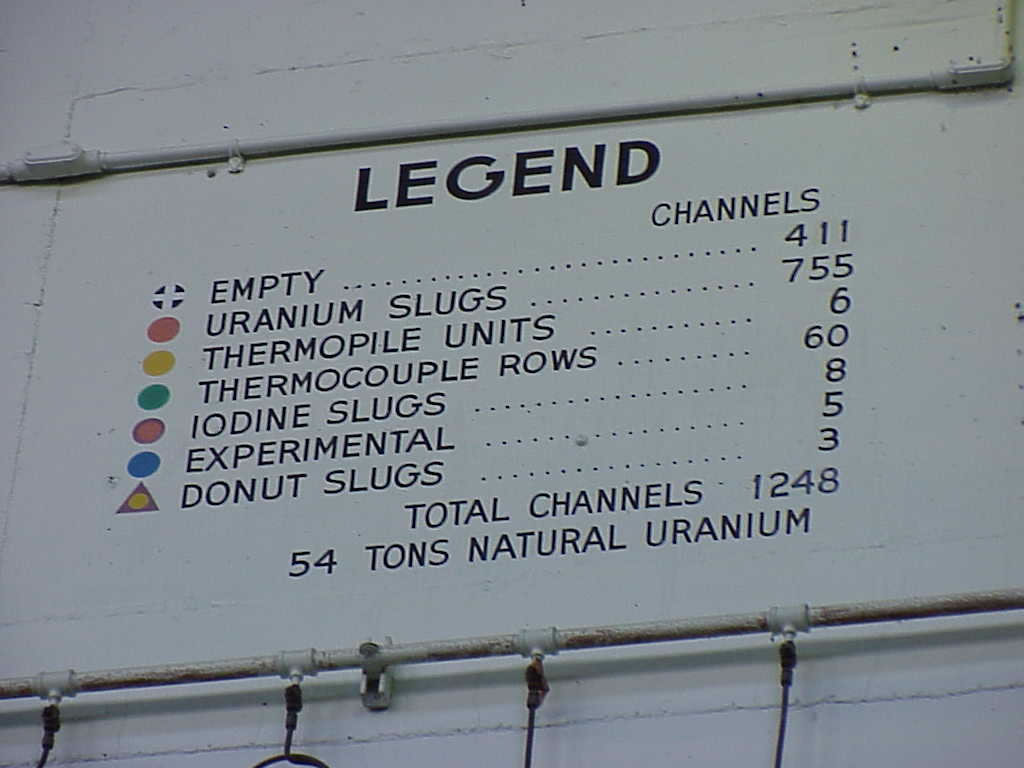 LEGEND
CHANNELS
EMPTY ........................................ 411
URANIUM SLUGS ...................... 755
THERMOPILE UNITS ................ 6
THERMOCOUPLE ROWS .............. 60
IODINE SLUGS ........................... 8
EXPERIMENTAL ......................... 5
DONUT SLUGS .......................... 3
TOTAL CHANNELS 1248
54 TONS NATURAL URANIUM